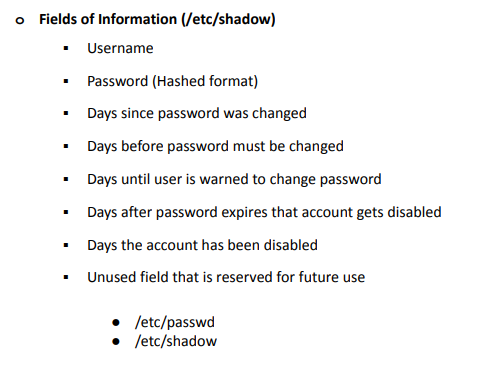 o Fields of Information (/etc/shadow)
▪ Username
▪ Password (Hashed format)
▪ Days since password was changed
▪ Days before password must be changed
▪ Days until user is warned to change password
▪ Days after password expires that account gets disabled
▪ Days the account has been disabled
▪ Unused field that is reserved for future use
● /etc/passwd
● /etc/shadow